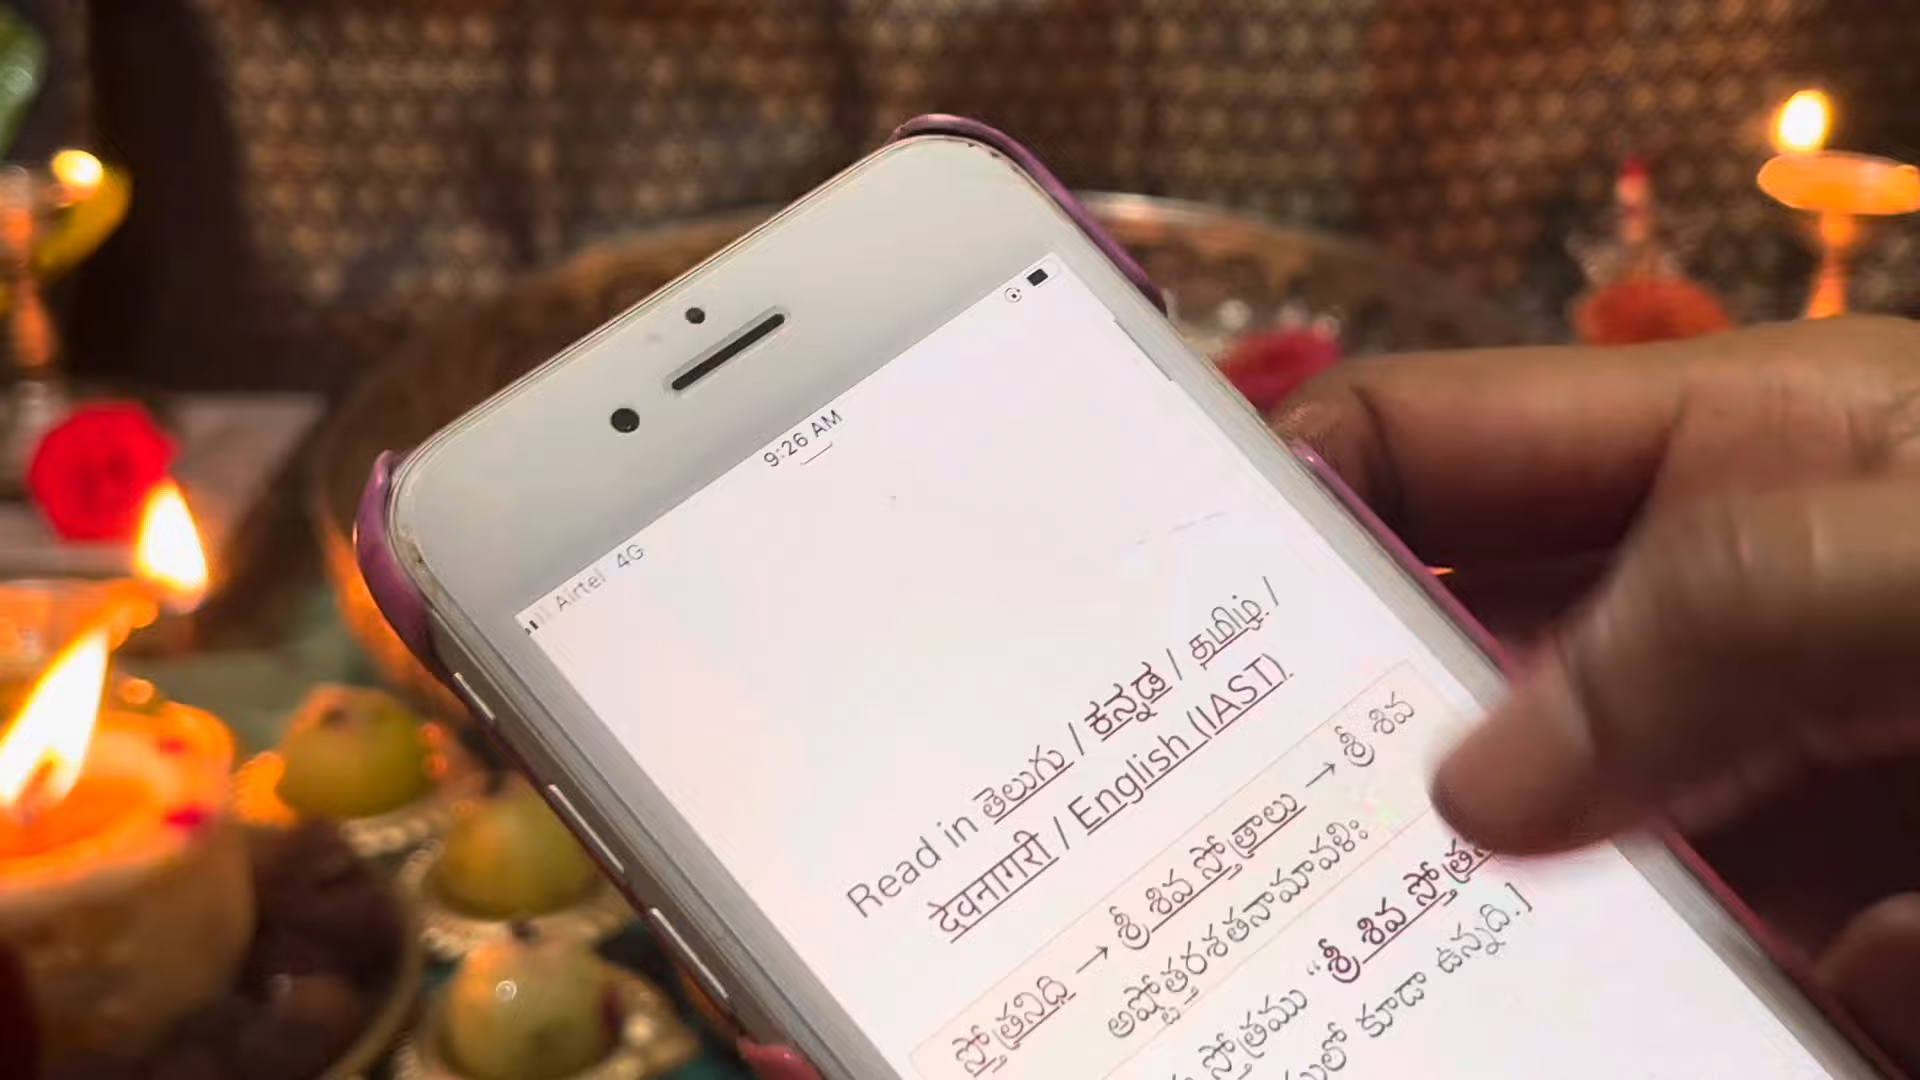 Airtel 4G 9:26 AM
Read in తెలుగు / ಕನ್ನಡ / தமிழ் /
देवनागरी / English (IAST)
స్తోత్రనిధి → శ్రీ శివ స్తోత్రాలు → శ్రీ శివ
అష్టోత్తరశతనామావళిః
స్తోత్రము “శ్రీ శివ
కూడా ఉన్నది.]